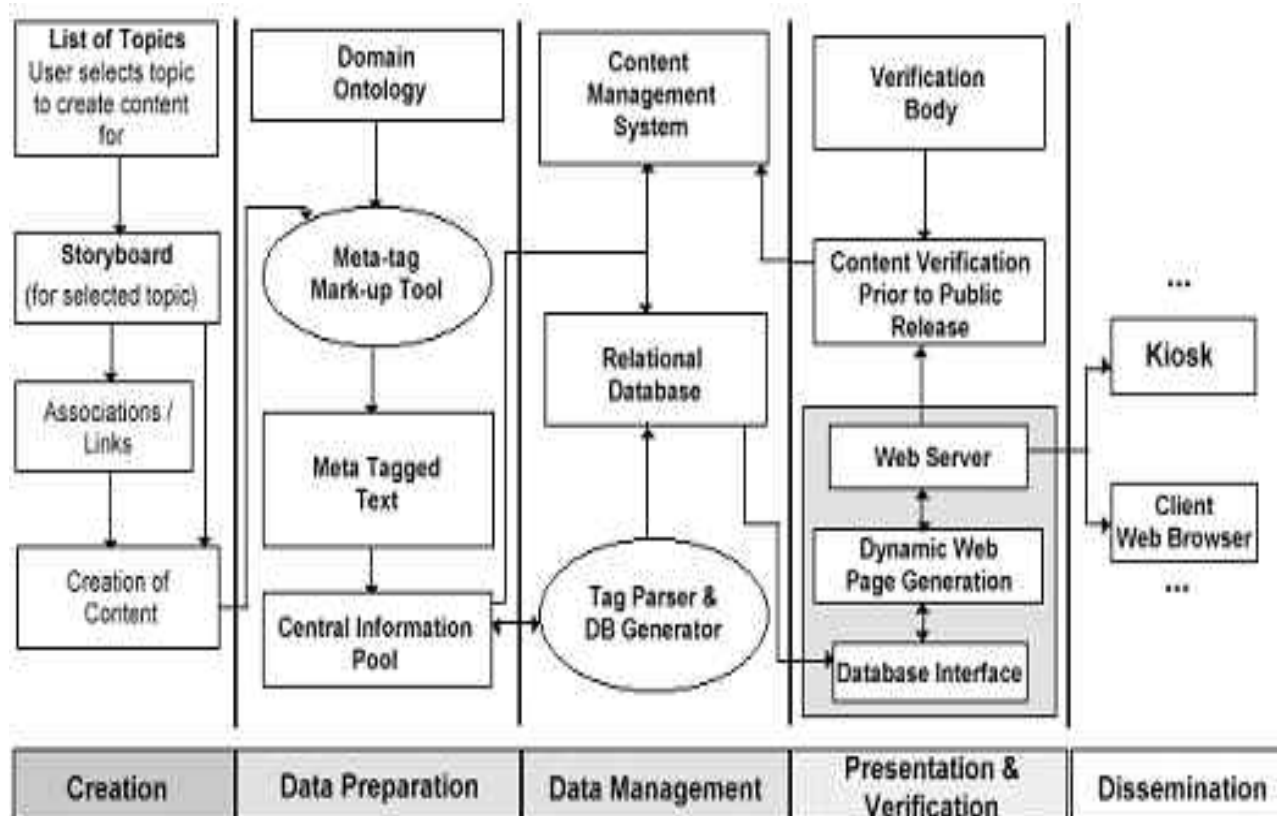 List of Topics
User selects topic
to create content
for
Storyboard
(for selected topic)
Associations /
Links
Creation of
Content
Domain
Ontology
Meta-tag
Mark-up Tool
Meta Tagged
Text
Central Information
Pool
Content
Management
System
Relational
Database
Tag Parser &
DB Generator
Verification
Body
Content Verification
Prior to Public
Release
Web Server
Dynamic Web
Page Generation
Database Interface
...
Kiosk
Client
Web Browser
...
Creation
Data Preparation
Data Management
Presentation &
Verification
Dissemination